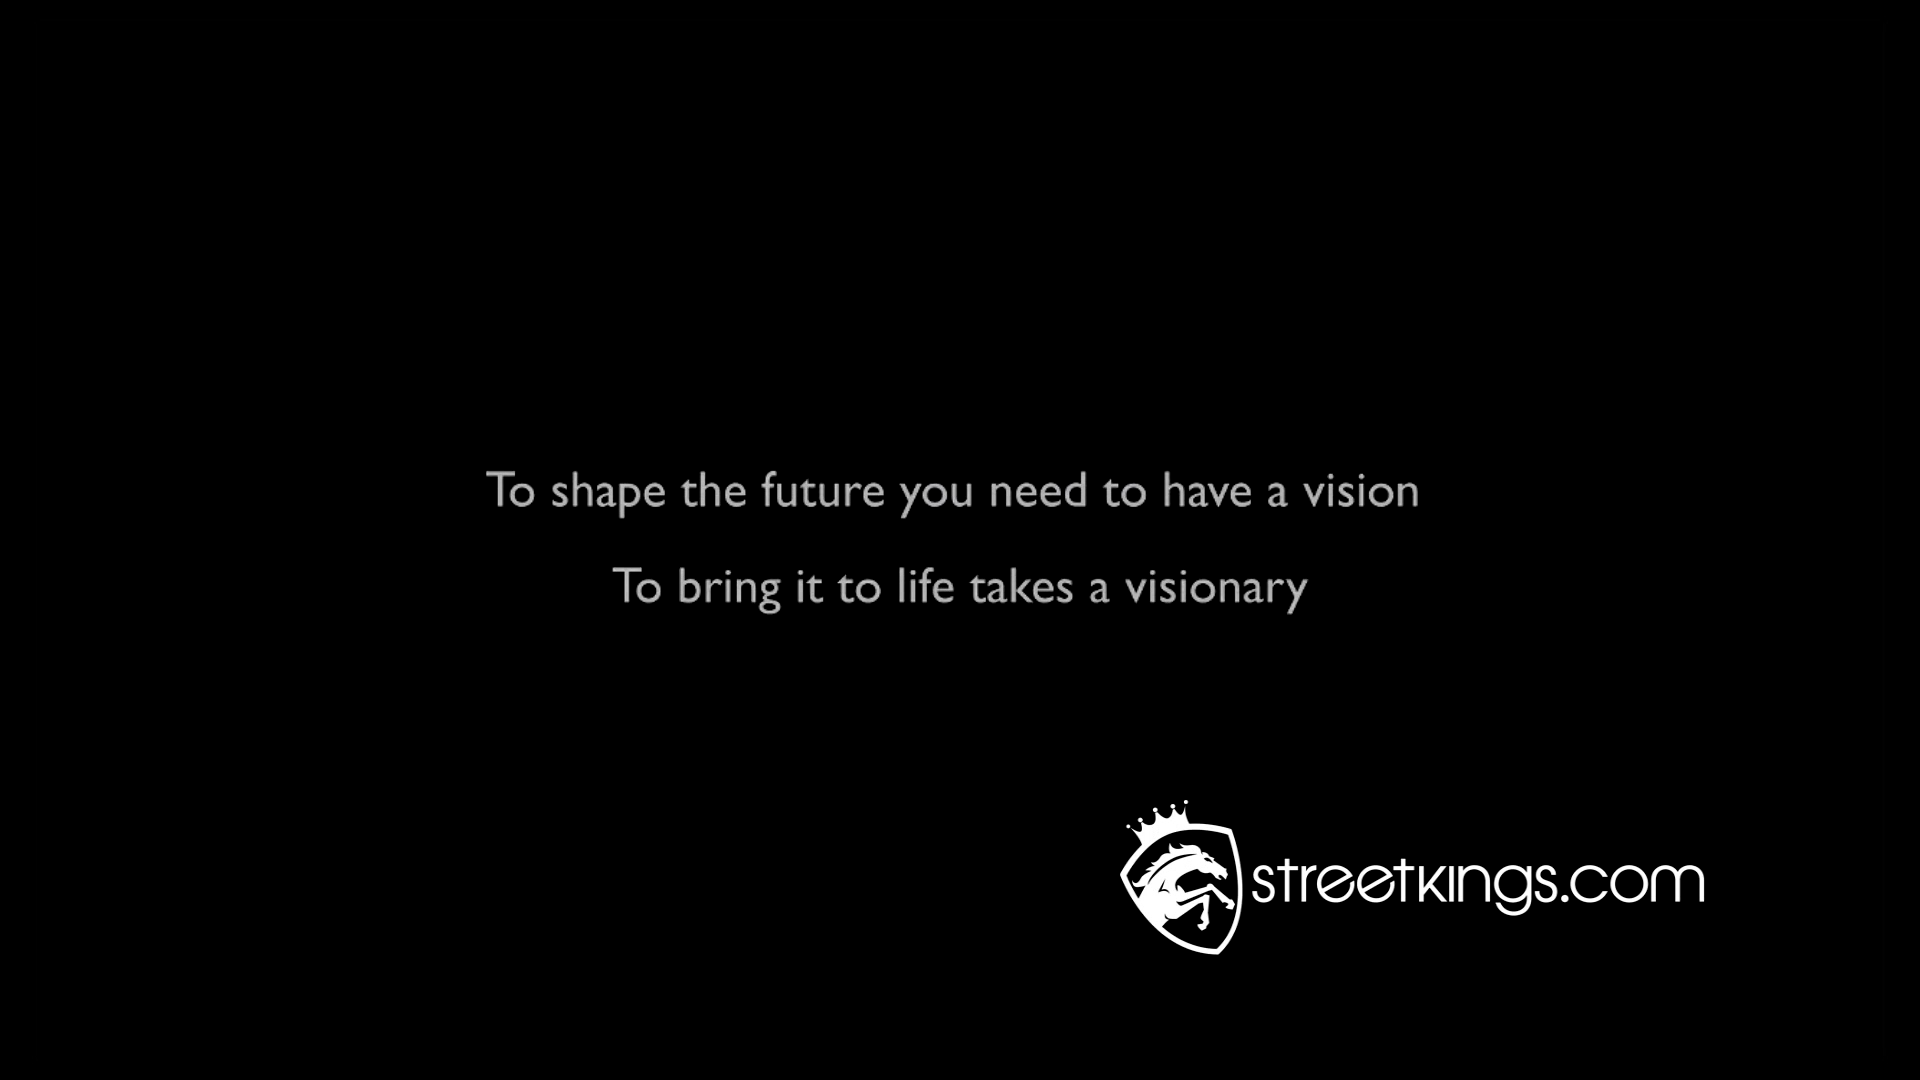 To shape the future you need to have a vision
To bring it to life takes a visionary
streetkings.com